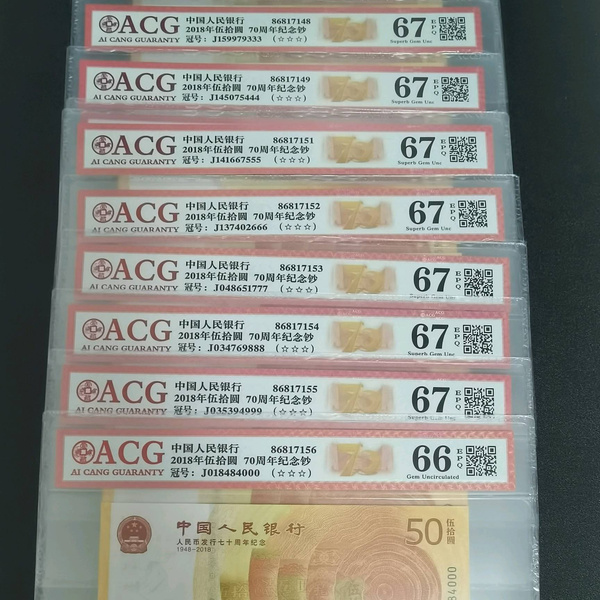 ACG 中国人民银行 86817148 67 EPQ
AI CANG GUARANTY 2018年伍拾圆 70周年纪念钞
冠号：J159979333 (☆☆☆) Superb Gem Unc
ACG 中国人民银行 86817149 67 EPQ
AI CANG GUARANTY 2018年伍拾圆 70周年纪念钞
冠号：J145075444 (☆☆☆) Superb Gem Unc
ACG 中国人民银行 86817151 67 EPQ
AI CANG GUARANTY 2018年伍拾圆 70周年纪念钞
冠号：J141667555 (☆☆☆) Superb Gem Unc
ACG 中国人民银行 86817152 67 EPQ
AI CANG GUARANTY 2018年伍拾圆 70周年纪念钞
冠号：J137402666 (☆☆☆) Superb Gem Unc
ACG 中国人民银行 86817153 67 EPQ
AI CANG GUARANTY 2018年伍拾圆 70周年纪念钞
冠号：J048651777 (☆☆☆)
ACG 中国人民银行 86817154 67 EPQ
AI CANG GUARANTY 2018年伍拾圆 70周年纪念钞
冠号：J034769888 (☆☆☆) Superb Gem Unc
ACG 中国人民银行 86817155 67 EPQ
AI CANG GUARANTY 2018年伍拾圆 70周年纪念钞
冠号：J035394999 (☆☆☆)
ACG 中国人民银行 86817156 66 EPQ
AI CANG GUARANTY 2018年伍拾圆 70周年纪念钞
冠号：J018484000 (☆☆☆) Gem Uncirculated
中国人民银行 50 伍拾圆
人民币发行七十周年纪念
1948-2018
84000